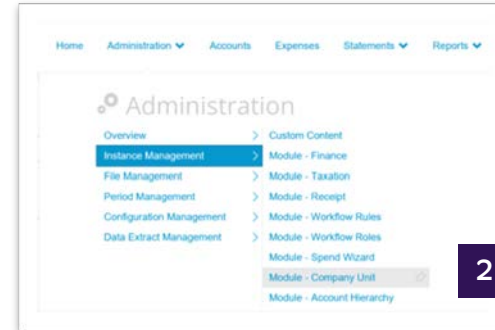 Home Administration Accounts Expenses Statements Reports
Administration
Overview
Instance Management
File Management
Period Management
Configuration Management
Data Extract Management
Custom Content
Module - Finance
Module - Taxation
Module - Receipt
Module - Workflow Rules
Module - Workflow Roles
Module - Spend Wizard
Module - Company Unit
Module - Account Hierarchy
2